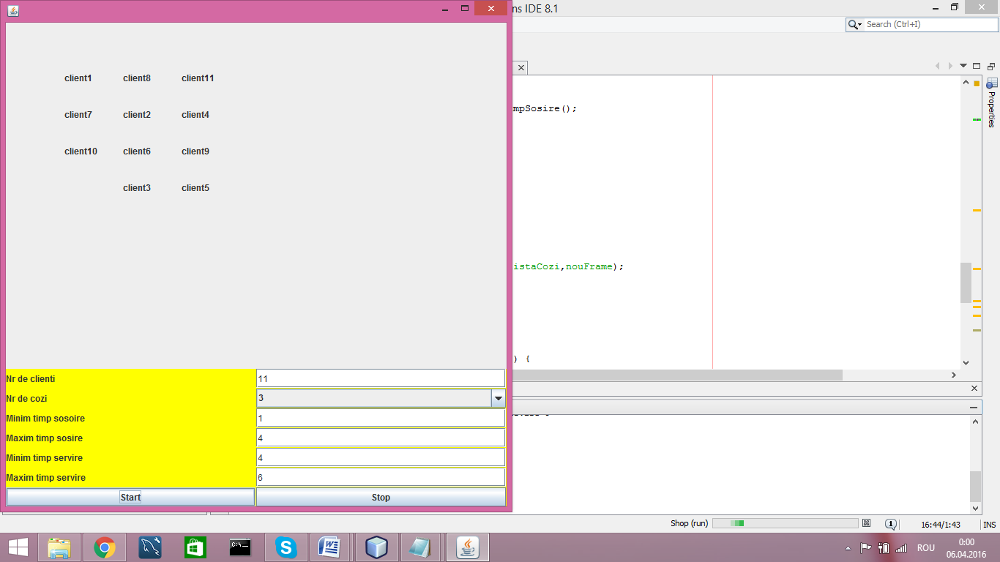 ns IDE 8.1
Search (Ctrl+I)
client1 client8 client11
client7 client2 client4
client10 client6 client9
client3 client5
Nr de clienti 11
Nr de cozi 3
Minim timp sosoire 1
Maxim timp sosire 4
Minim timp servire 4
Maxim timp servire 6
Start Stop
mpSosire();
istaCozi,nouFrame);
) {
Properties
Shop (run)
1
16:44/1:43
INS
C:\
ROU
0:00
06.04.2016